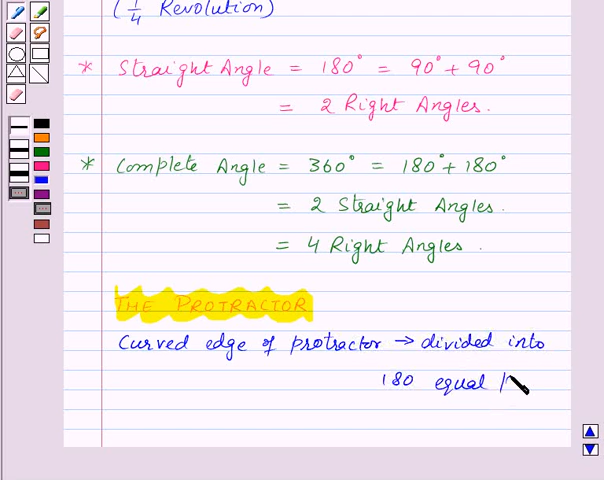 (1/4 Revolution)
* Straight Angle = 180° = 90° + 90°
= 2 Right Angles.
* Complete Angle = 360° = 180° + 180°
= 2 Straight Angles.
= 4 Right Angles.
THE PROTRACTOR
Curved edge of protractor → divided into
180 equal